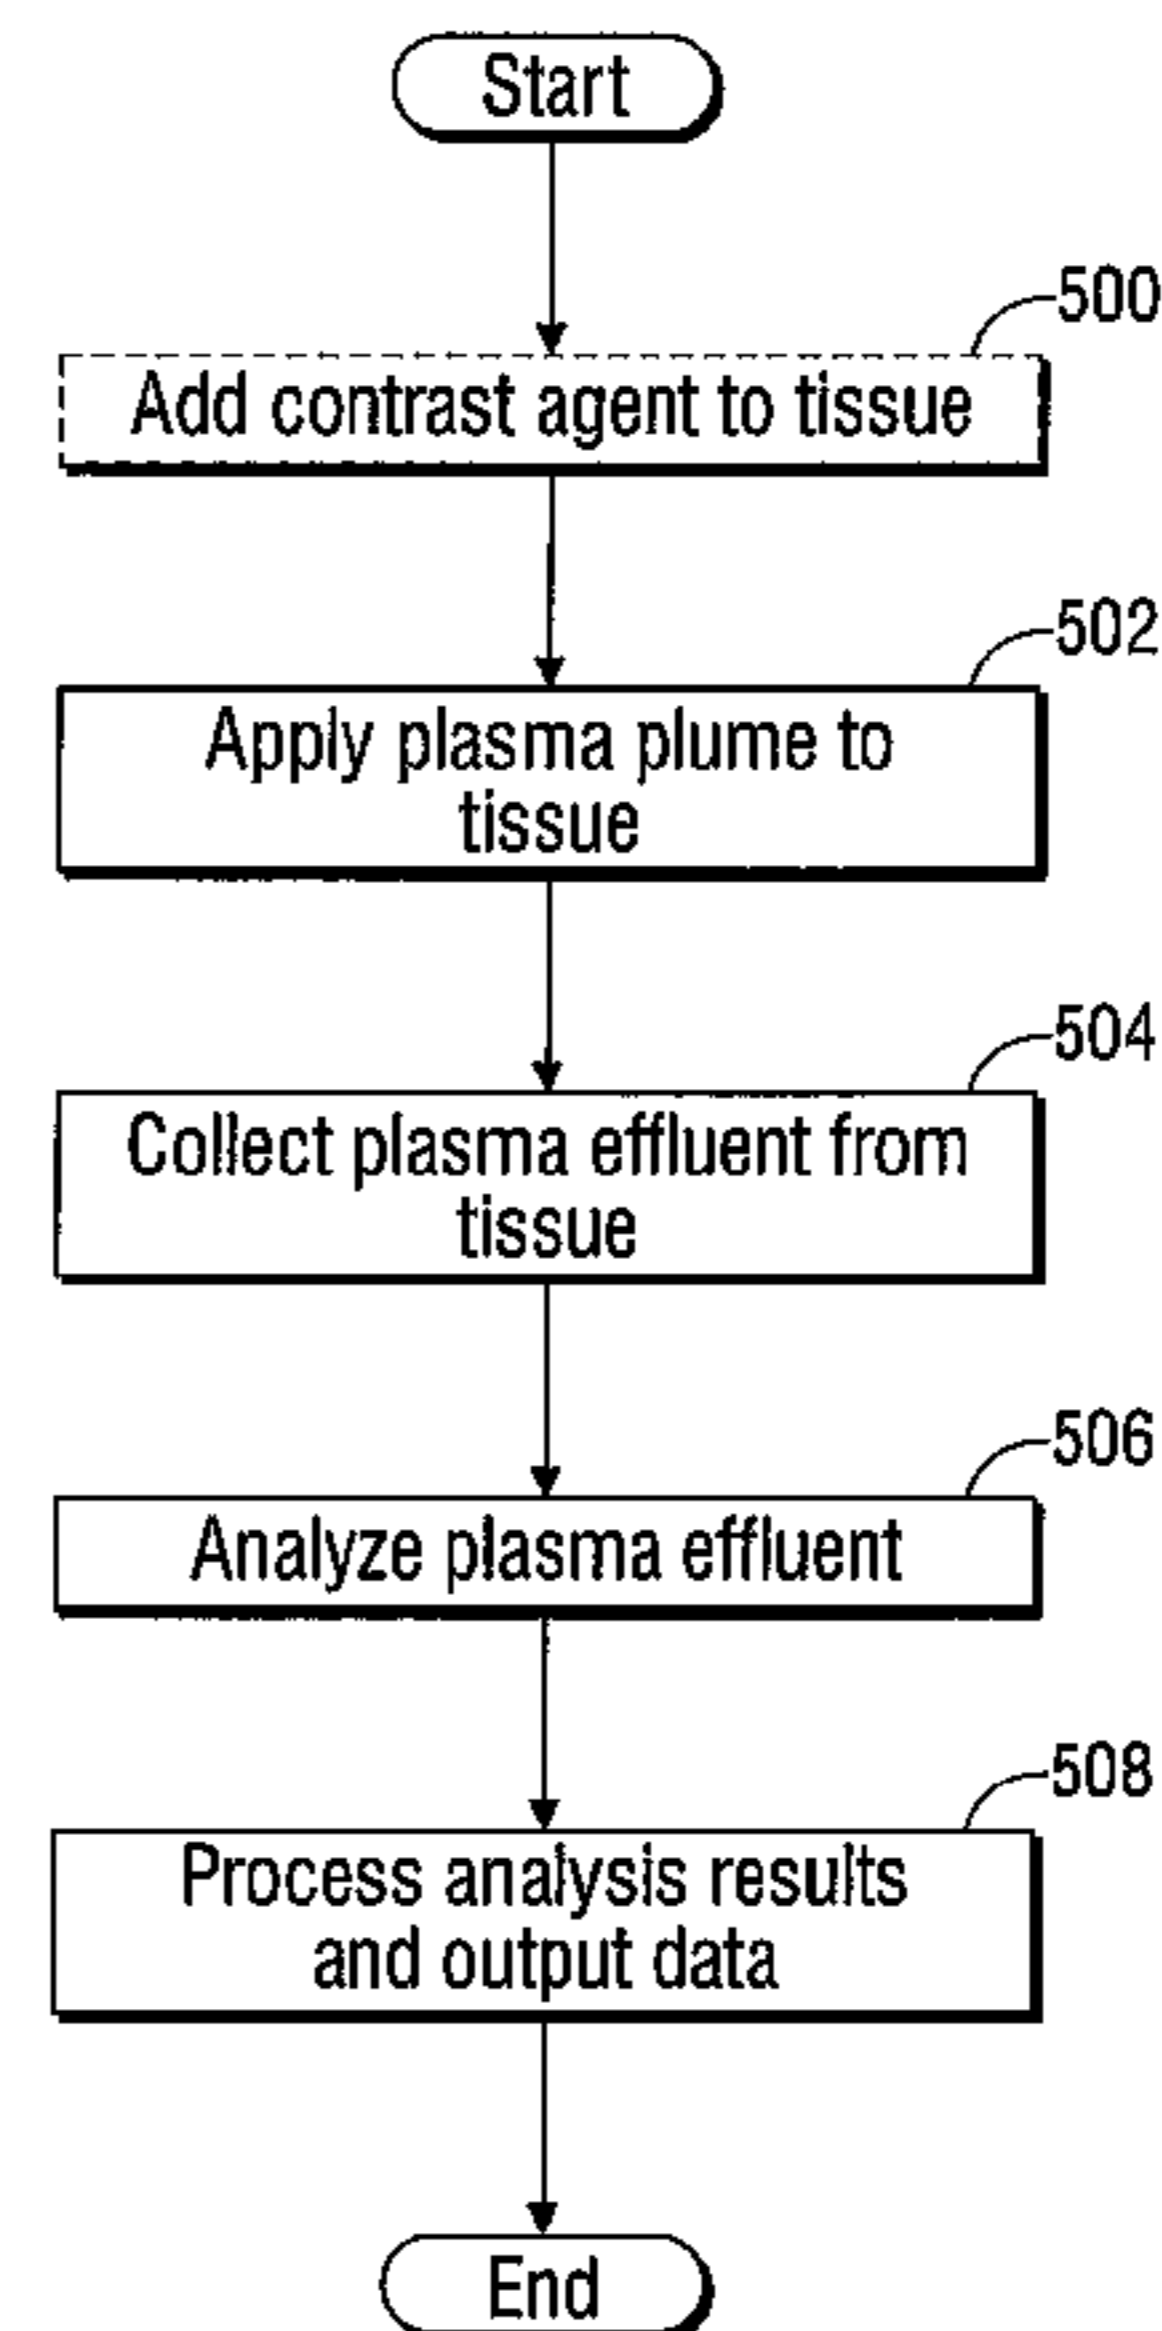 Start
500
Add contrast agent to tissue
502
Apply plasma plume to
tissue
504
Collect plasma effluent from
tissue
506
Analyze plasma effluent
508
Process analysis results
and output data
End